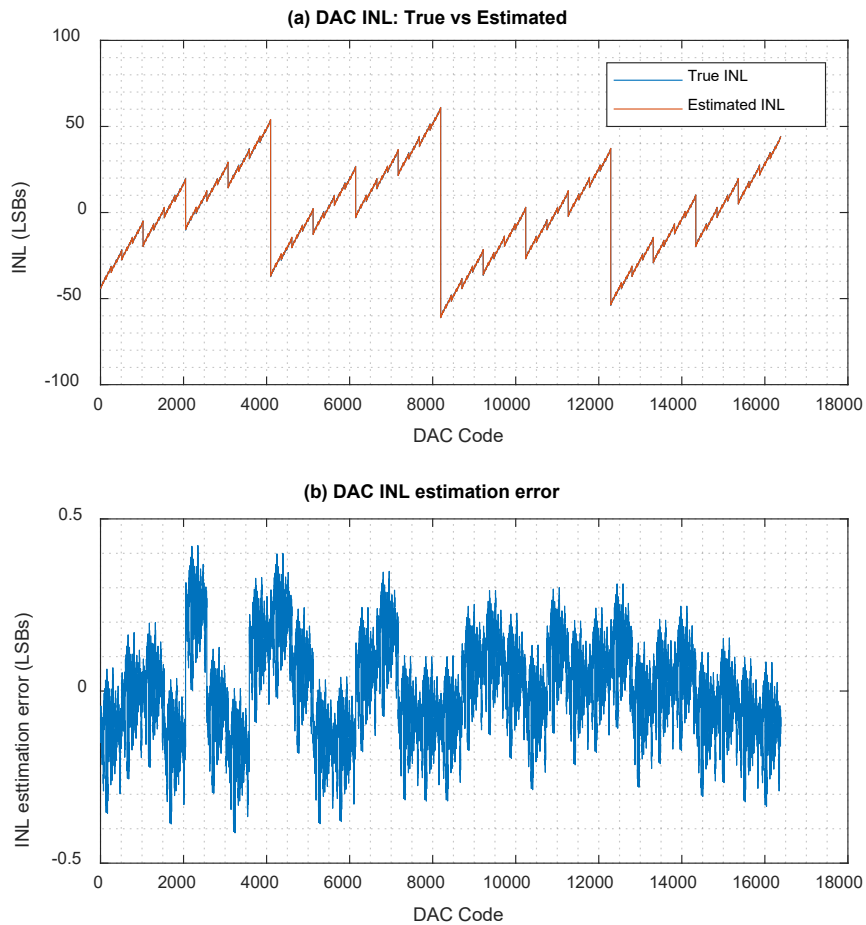 (a) DAC INL: True vs Estimated
100
50
0
-50
-100
INL (LSBs)
True INL
Estimated INL
0 2000 4000 6000 8000 10000 12000 14000 16000 18000
DAC Code
(b) DAC INL estimation error
0.5
0
-0.5
INL esttimation error (LSBs)
0 2000 4000 6000 8000 10000 12000 14000 16000 18000
DAC Code